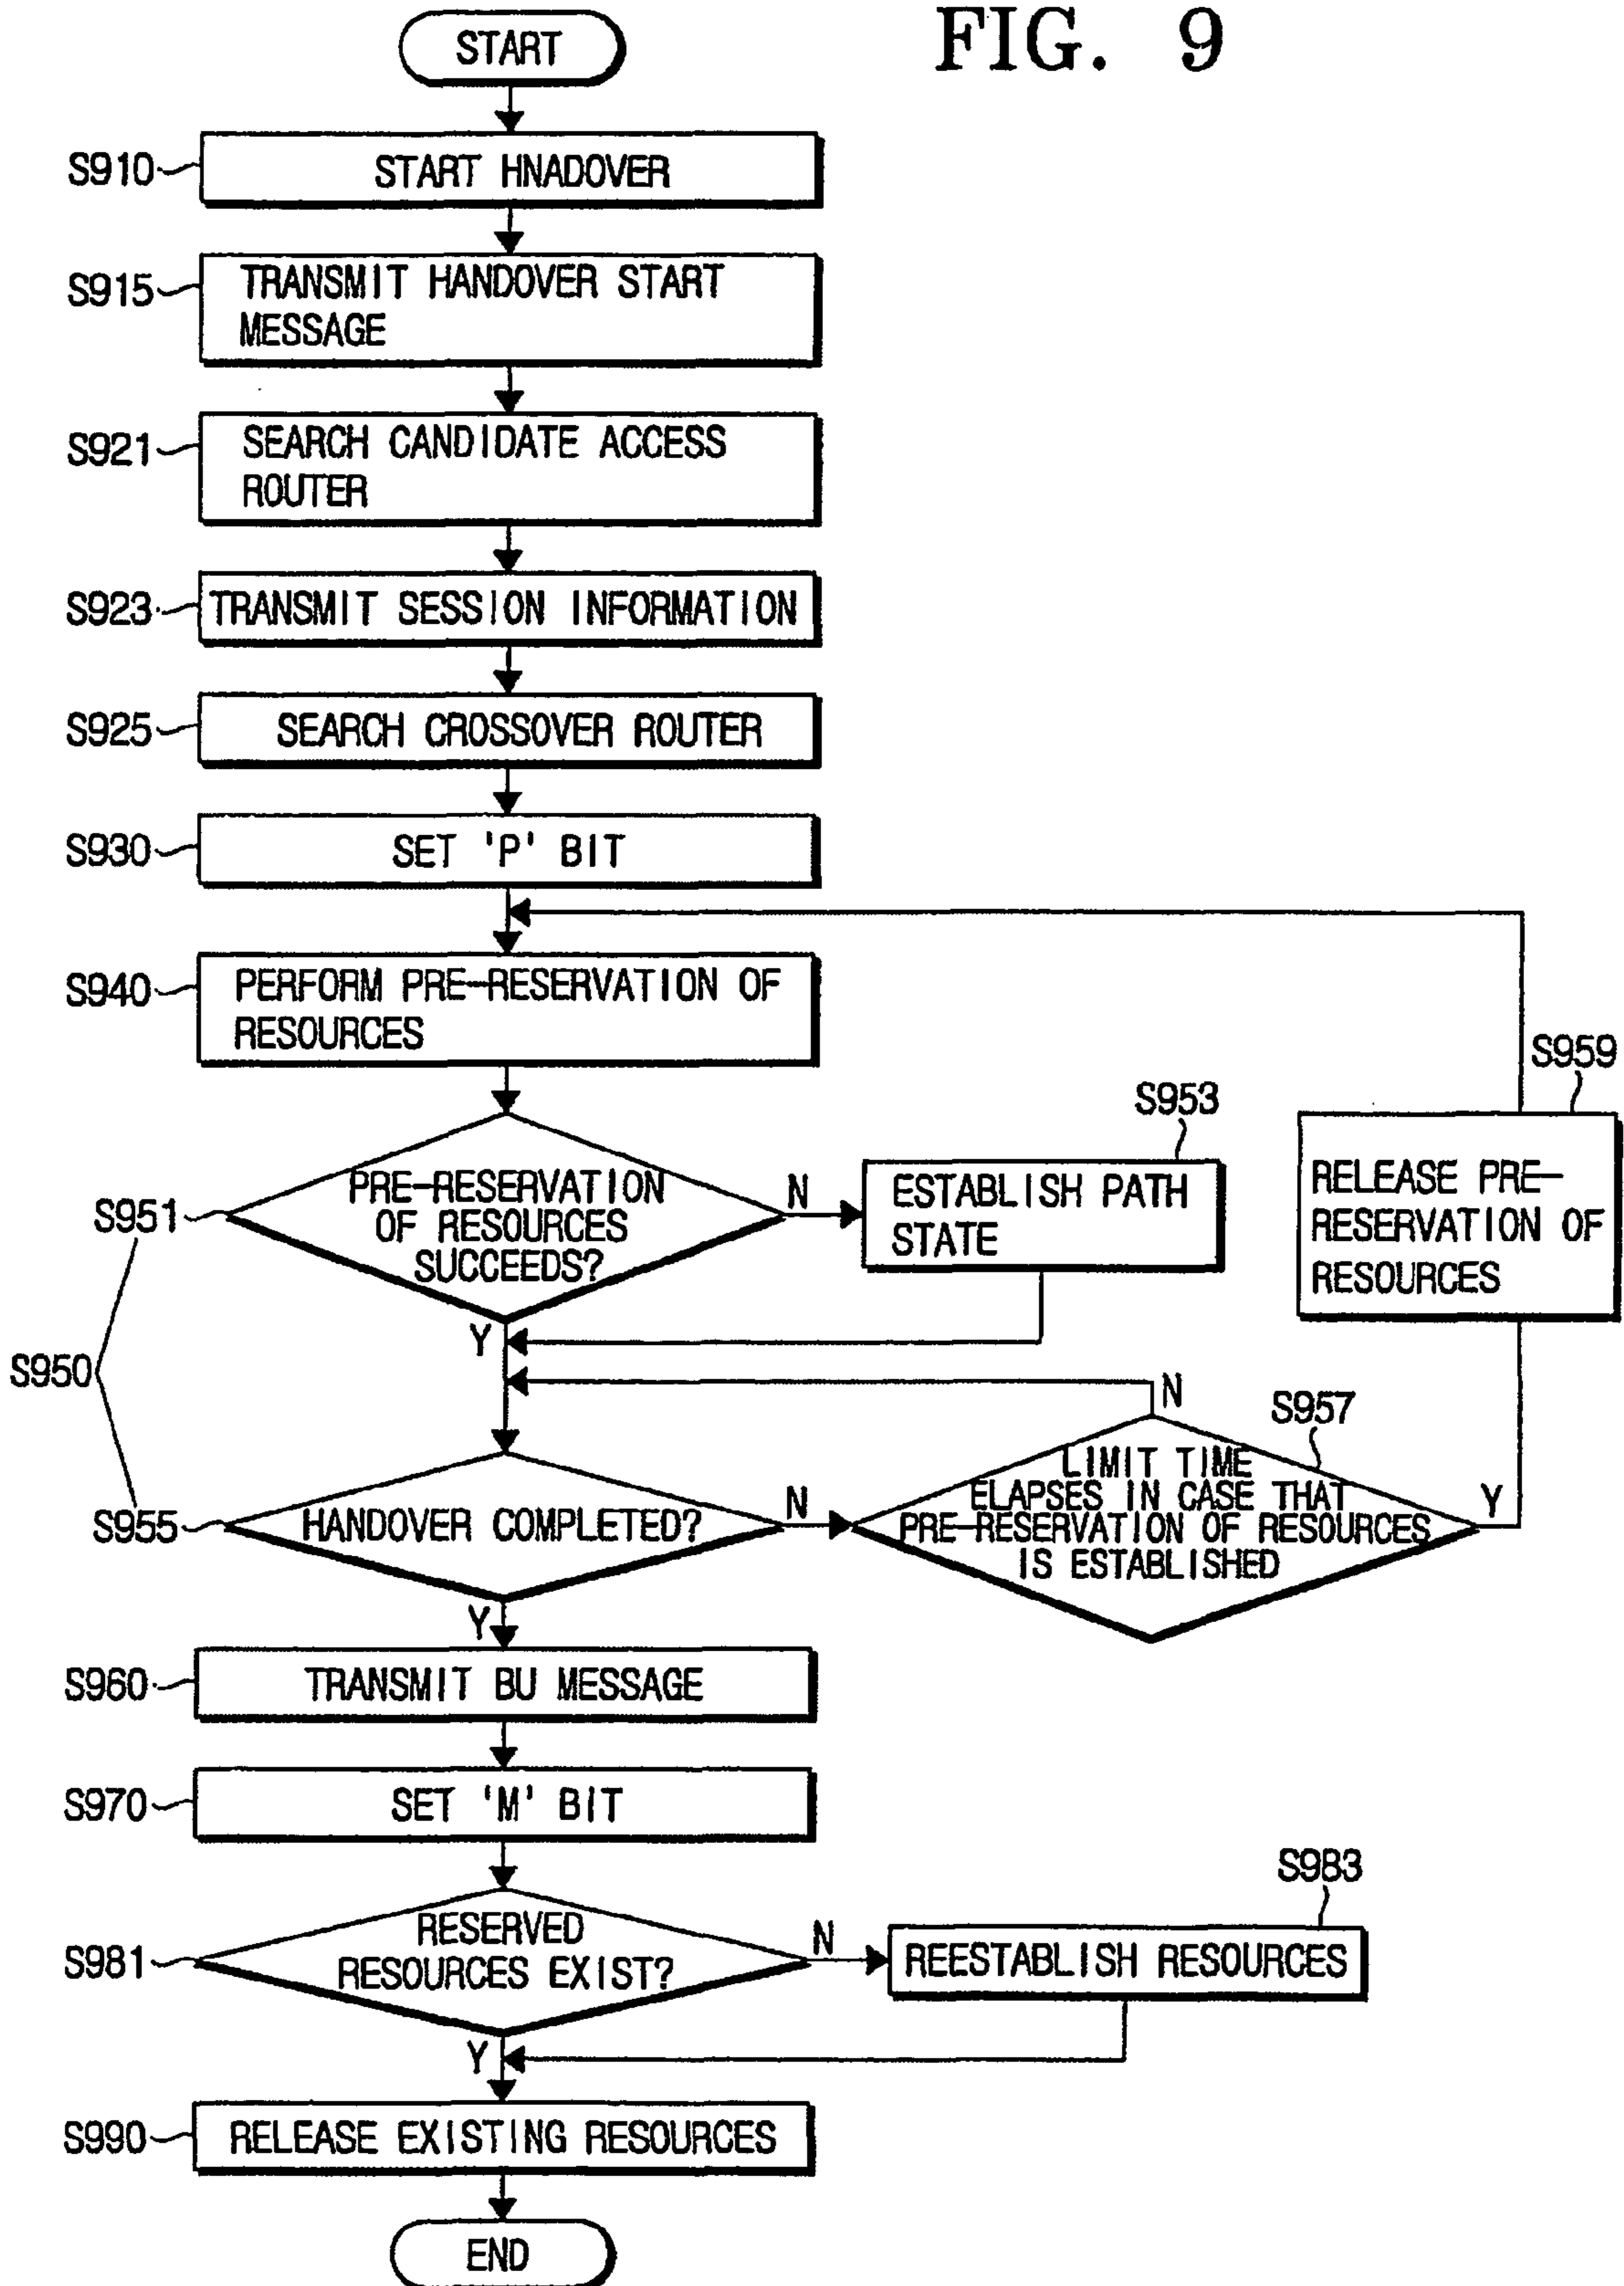 FIG. 9
START
S910
START HNADOVER
S915
TRANSMIT HANDOVER START
MESSAGE
S921
SEARCH CANDIDATE ACCESS
ROUTER
S923
TRANSMIT SESSION INFORMATION
S925
SEARCH CROSSOVER ROUTER
S930
SET 'P' BIT
S940
PERFORM PRE-RESERVATION OF
RESOURCES
S950
S951
PRE-RESERVATION
OF RESOURCES
SUCCEEDS?
N
Y
S953
ESTABLISH PATH
STATE
S959
RELEASE PRE-
RESERVATION OF
RESOURCES
S955
HANDOVER COMPLETED?
N
Y
S957
LIMIT TIME
ELAPSES IN CASE THAT
PRE-RESERVATION OF RESOURCES
IS ESTABLISHED
N
Y
S960
TRANSMIT BU MESSAGE
S970
SET 'M' BIT
S981
RESERVED
RESOURCES EXIST?
N
Y
S983
REESTABLISH RESOURCES
S990
RELEASE EXISTING RESOURCES
END